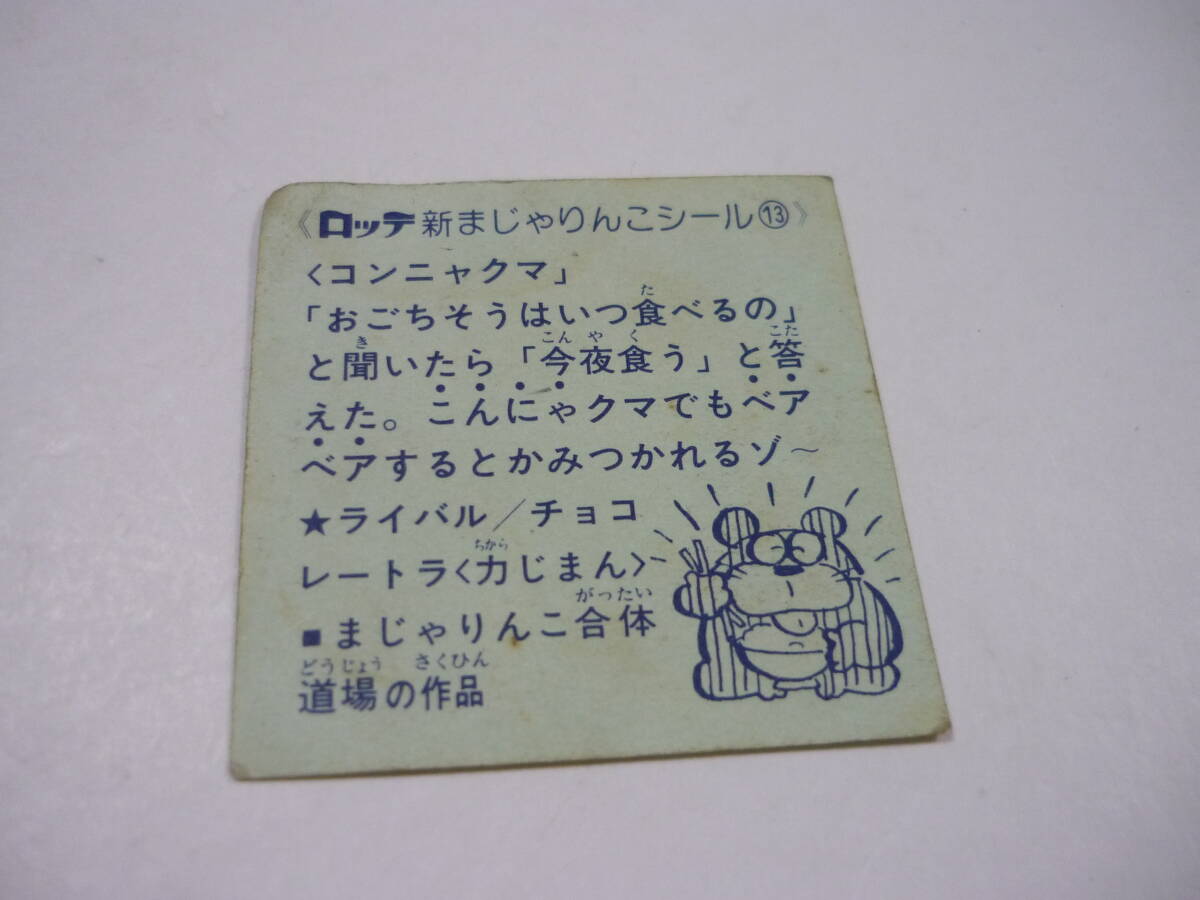 《ロッテ新まじゃりんこシール⑬》
〈コンニャクマ」
「おごちそうはいつ食べるの」
と聞いたら「今夜食う」と答
えた。こんにゃクマでもベア
ベアするとかみつかれるゾ〜
★ライバル／チョコ
レートラ〈力じまん〉
■まじゃりんこ合体
道場の作品